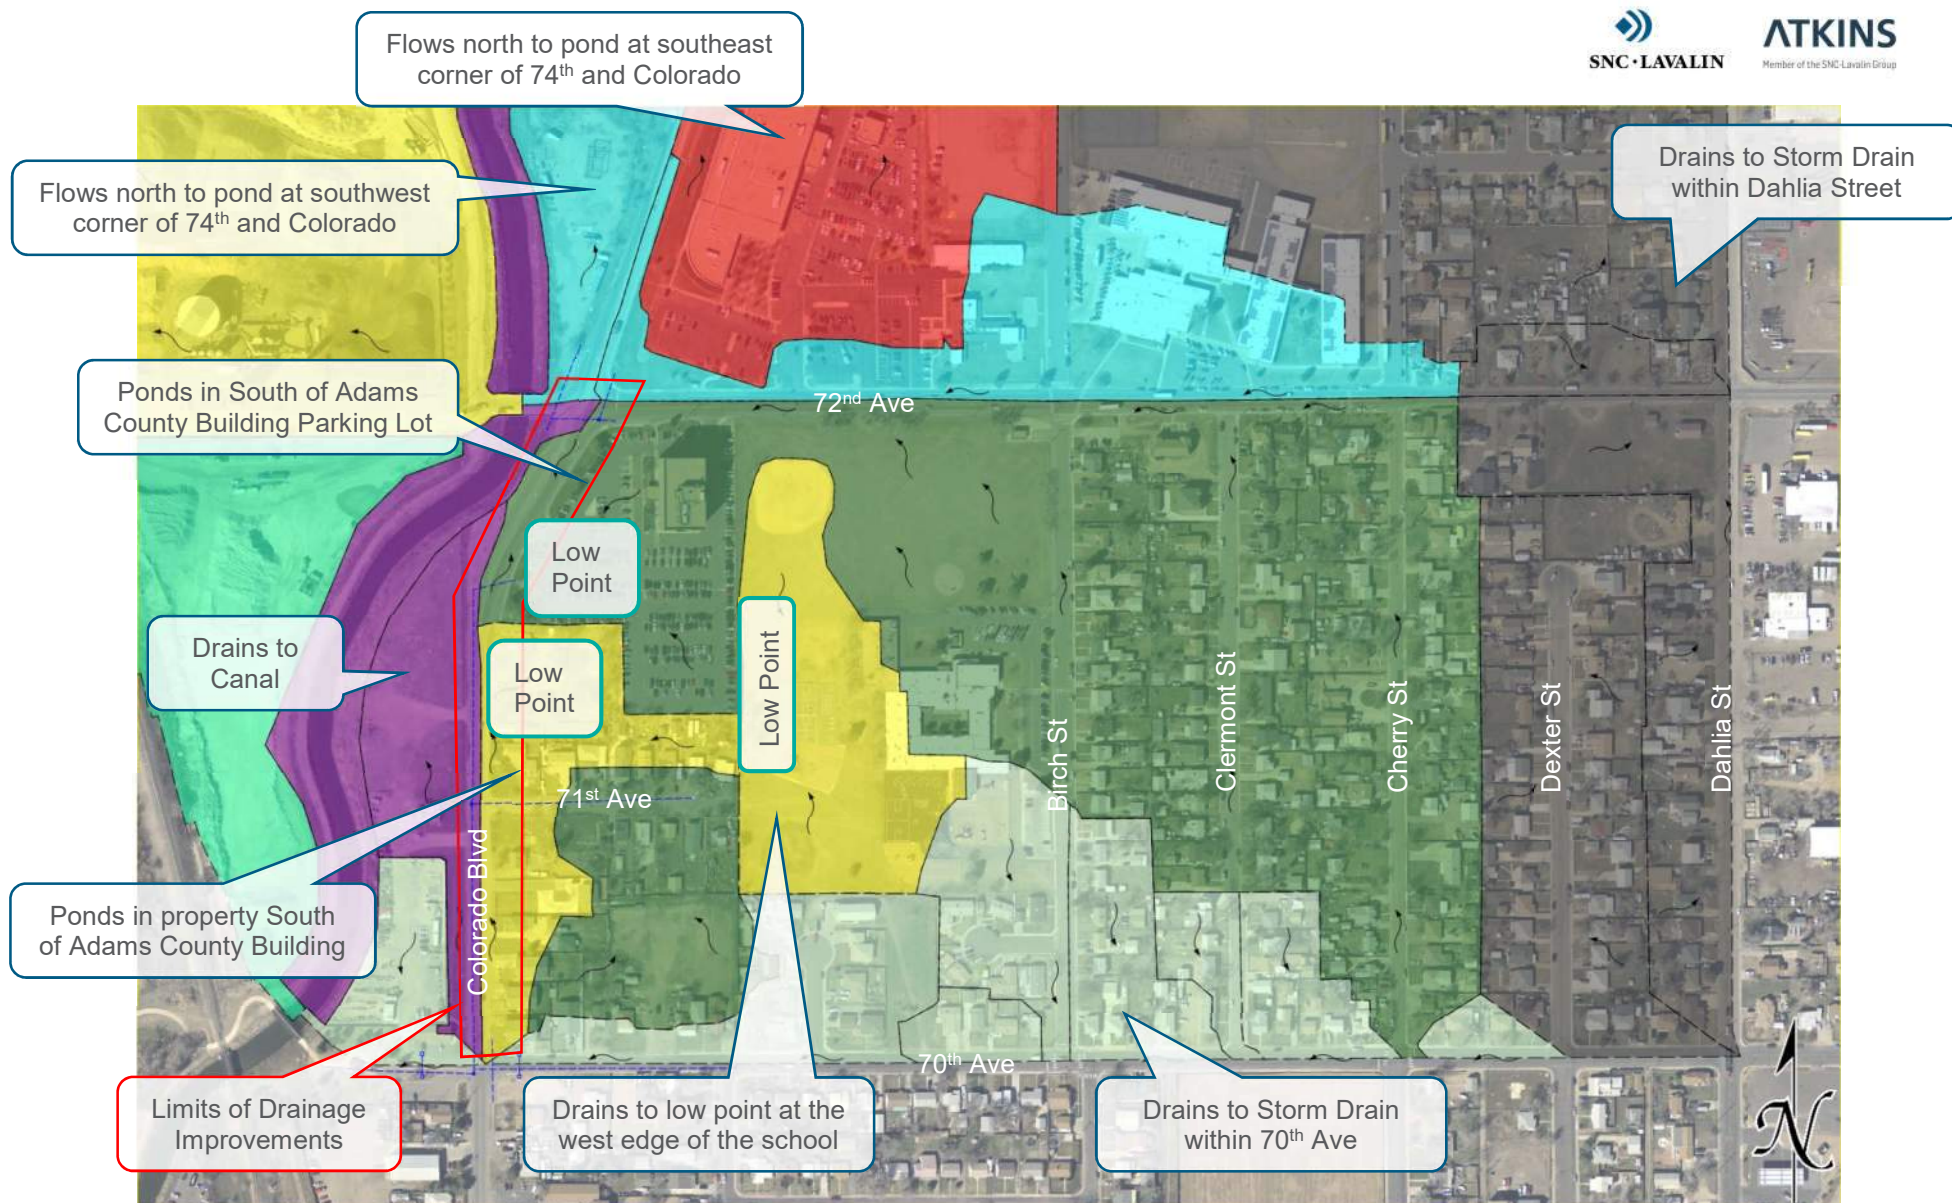 Flows north to pond at southeast
corner of 74th and Colorado
SNC·LAVALIN
ATKINS
Member of the SNC-Lavalin Group
Flows north to pond at southwest
corner of 74th and Colorado
Drains to Storm Drain
within Dahlia Street
Ponds in South of Adams
County Building Parking Lot
72nd Ave
Low
Point
Drains to
Canal
Low
Point
Low Point
Birch St
Clermont St
Cherry St
Dexter St
Dahlia St
71st Ave
Colorado Blvd
Ponds in property South
of Adams County Building
70th Ave
Limits of Drainage
Improvements
Drains to low point at the
west edge of the school
Drains to Storm Drain
within 70th Ave
N